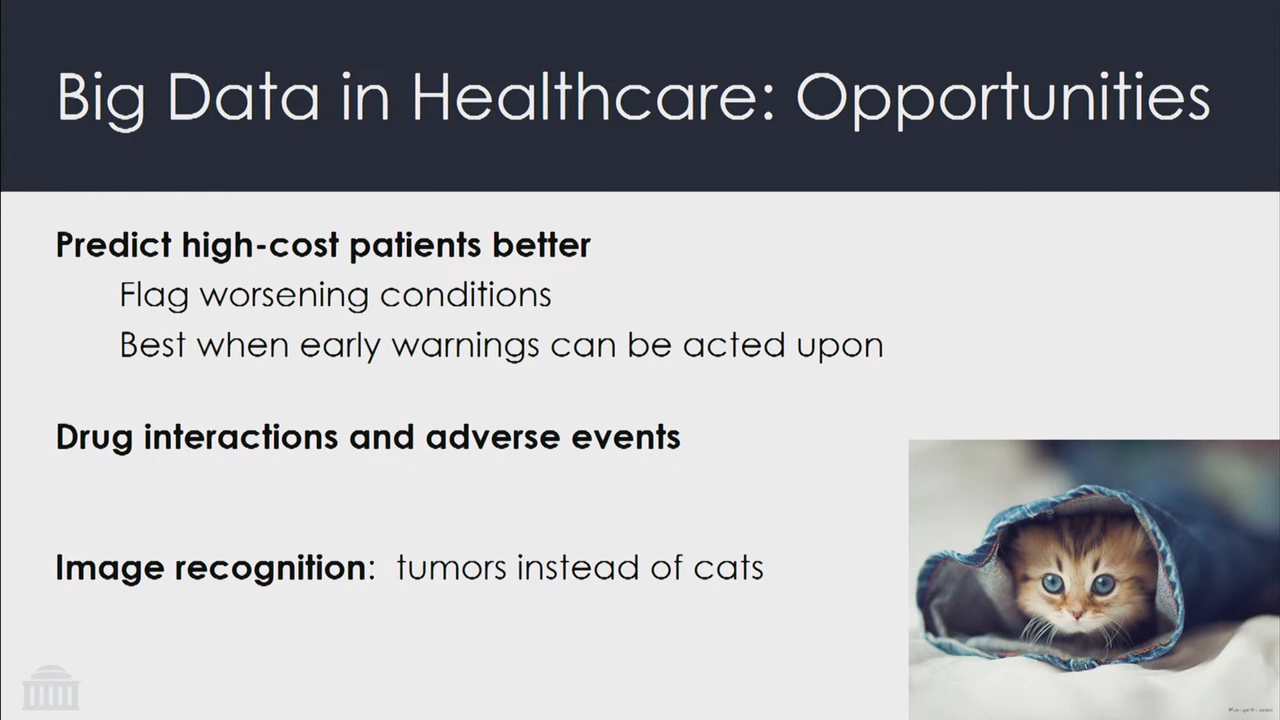 Big Data in Healthcare: Opportunities
Predict high-cost patients better
Flag worsening conditions
Best when early warnings can be acted upon
Drug interactions and adverse events
Image recognition: tumors instead of cats